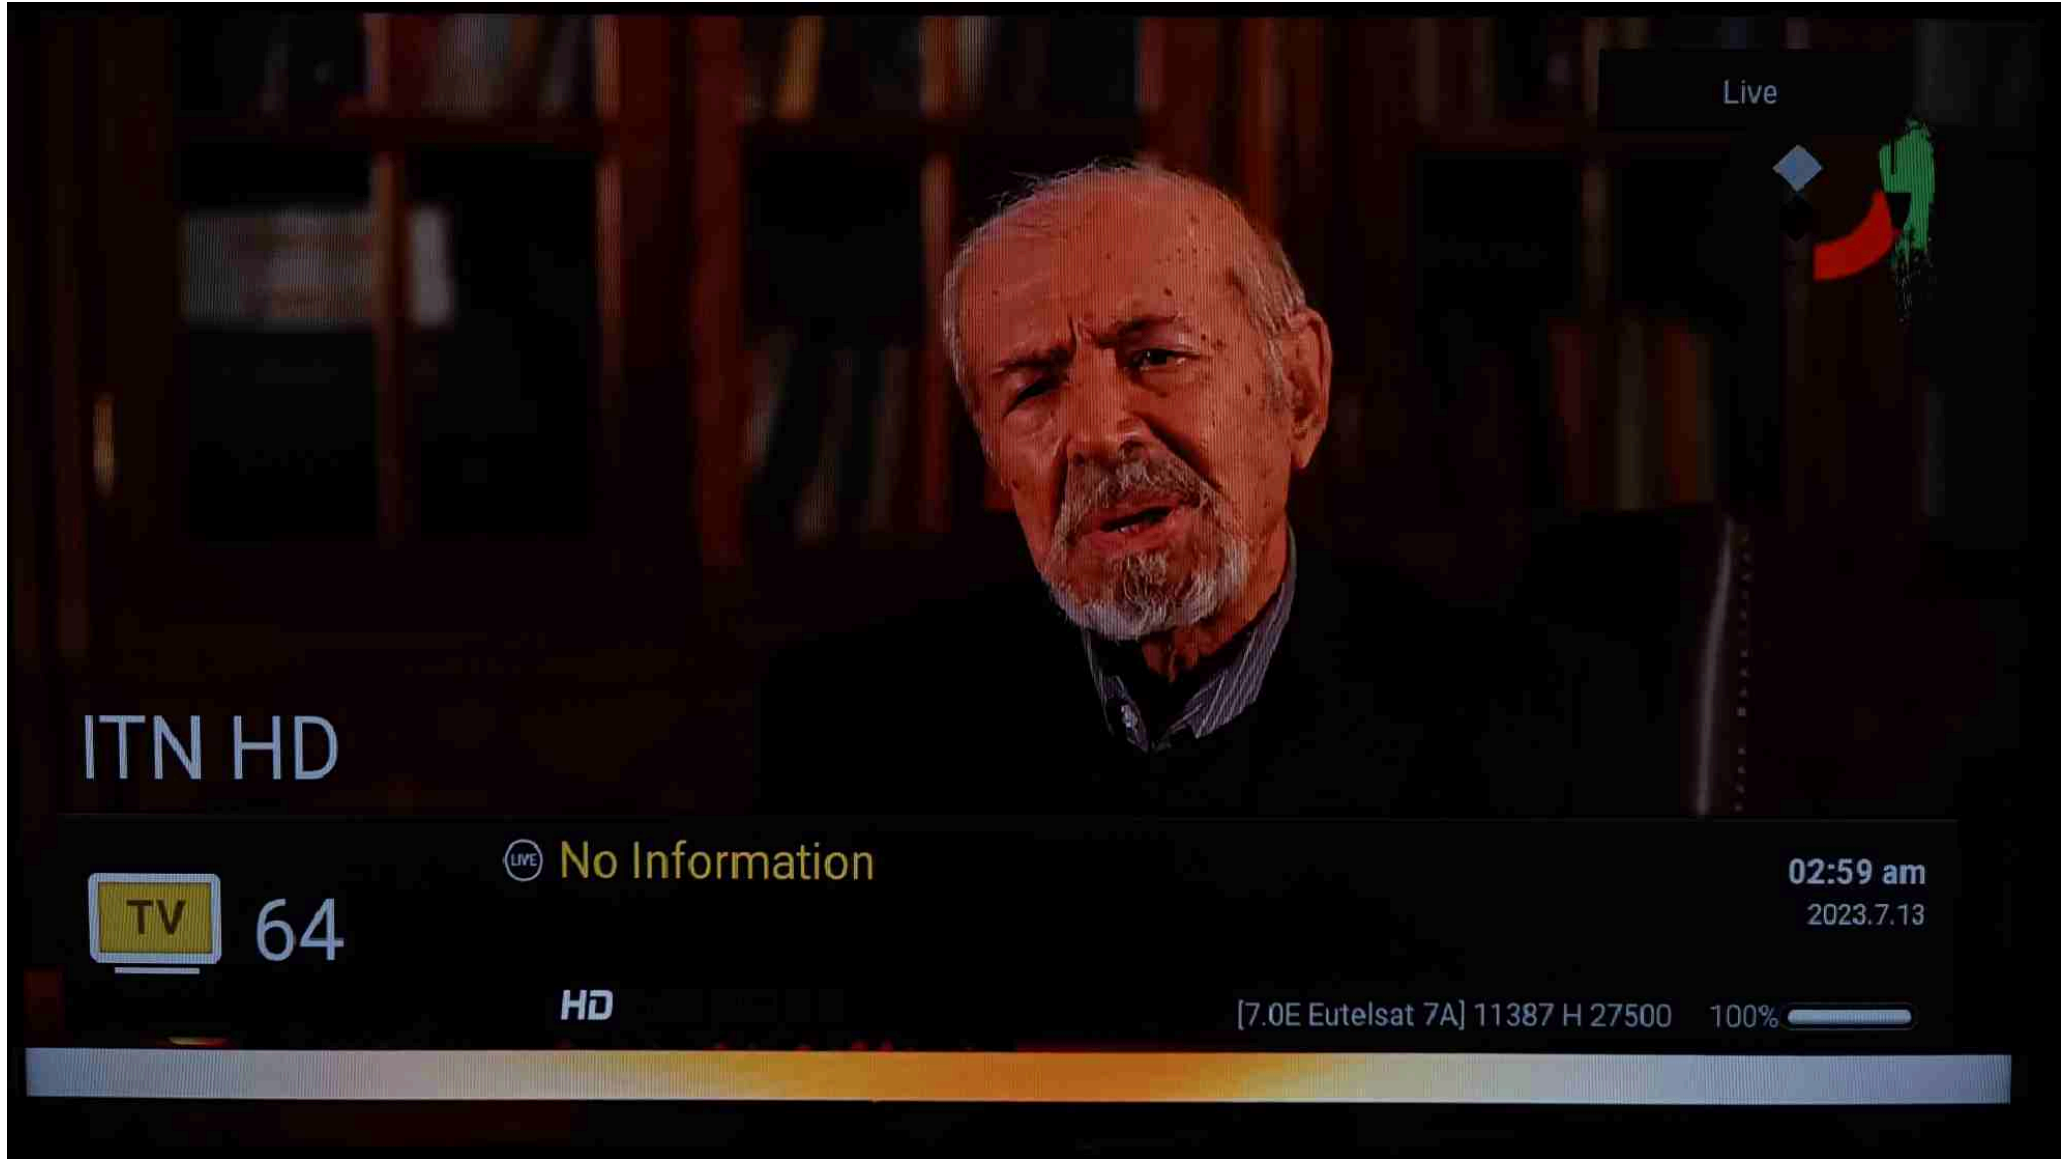 Live
ITN HD
LIVE No Information
02:59 am
TV 64
2023.7.13
HD
[7.0E Eutelsat 7A] 11387 H 27500 100%